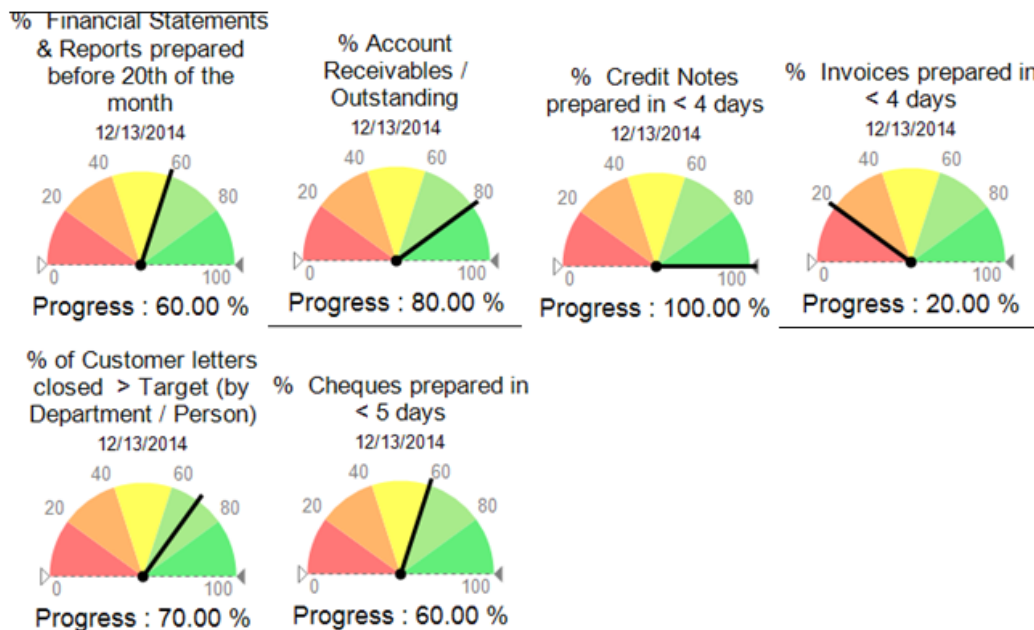 % Financial Statements
& Reports prepared
before 20th of the
month
12/13/2014
40
60
20
80
0
100
Progress : 60.00 %
% Account
Receivables /
Outstanding
12/13/2014
40
60
20
80
0
100
Progress : 80.00 %
% Credit Notes
prepared in < 4 days
12/13/2014
40
60
20
80
0
100
Progress : 100.00 %
% Invoices prepared in
< 4 days
12/13/2014
40
60
20
80
0
100
Progress : 20.00 %
% of Customer letters
closed > Target (by
Department / Person)
12/13/2014
40
60
20
80
0
100
Progress : 70.00 %
% Cheques prepared in
< 5 days
12/13/2014
40
60
20
80
0
100
Progress : 60.00 %